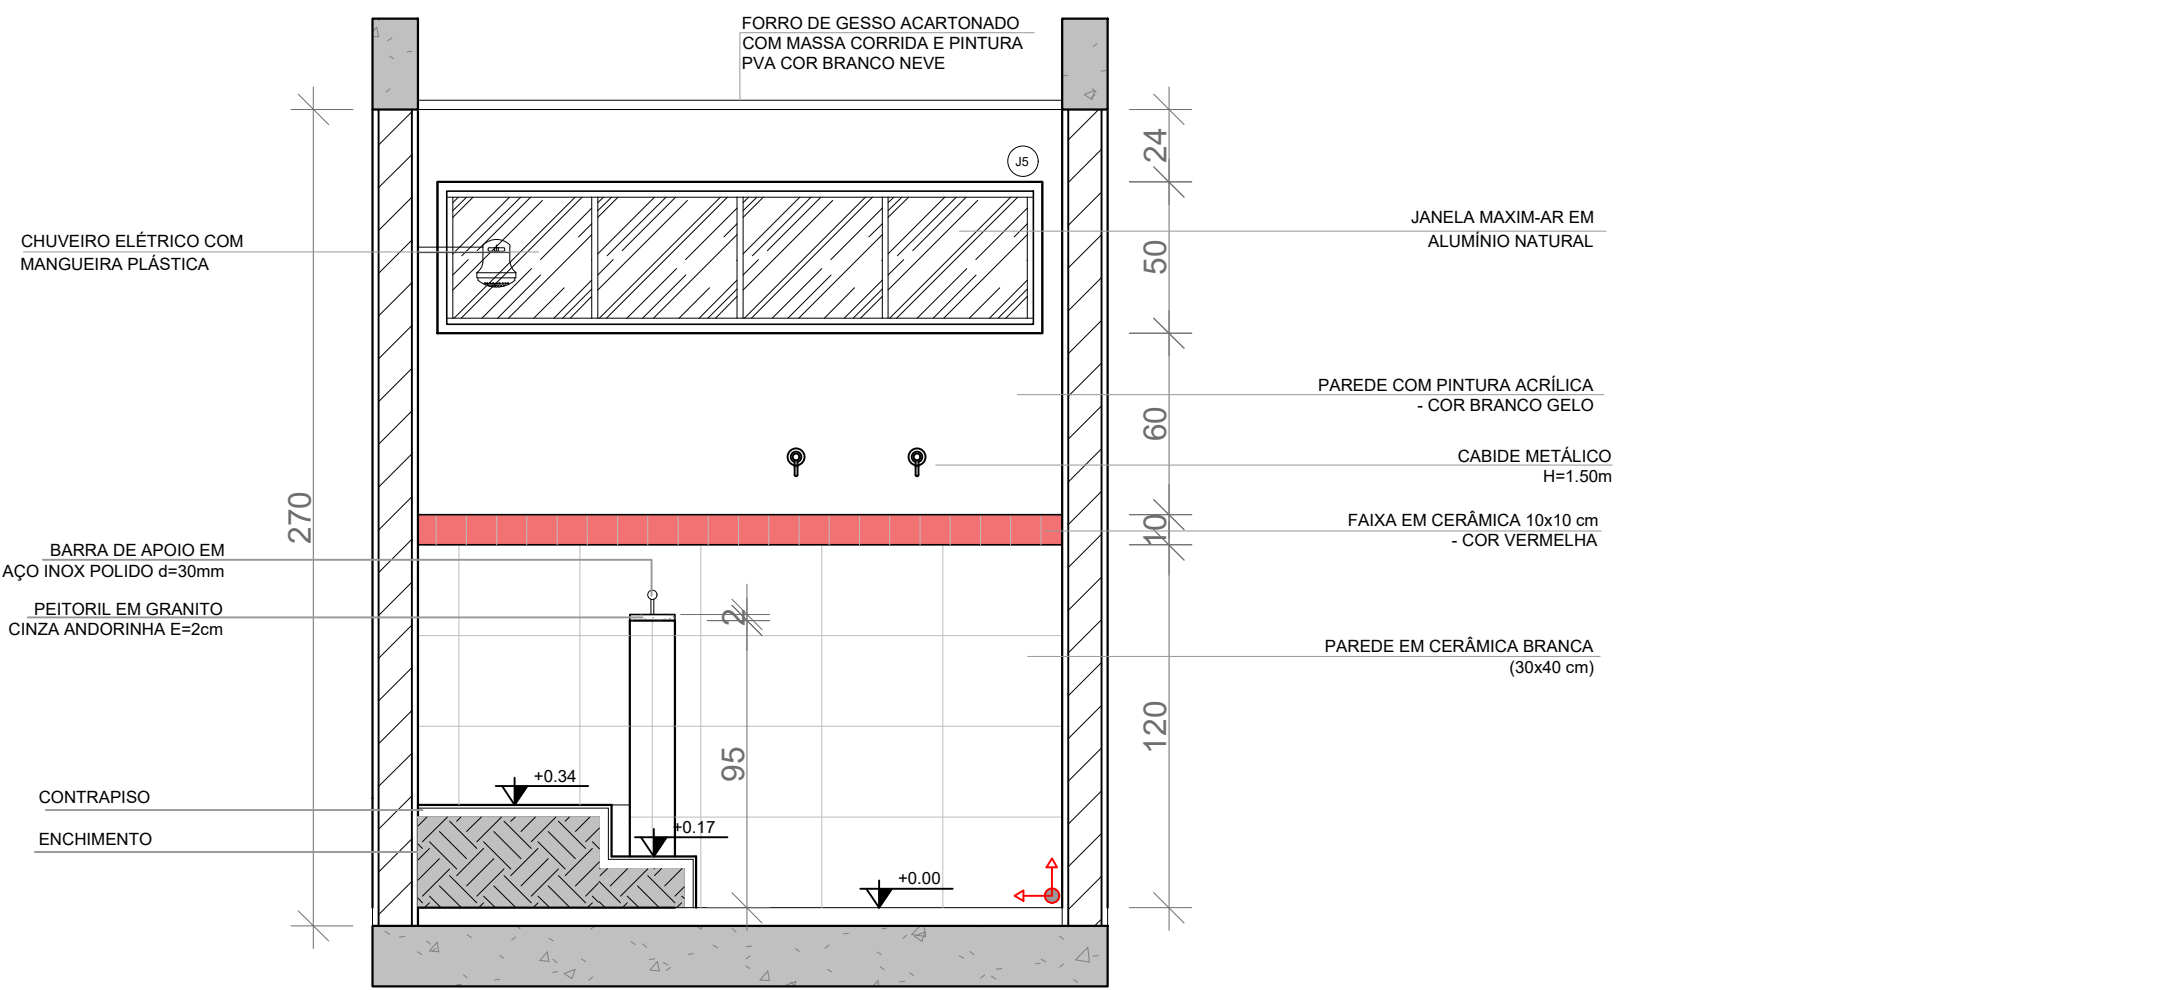 FORRO DE GESSO ACARTONADO
COM MASSA CORRIDA E PINTURA
PVA COR BRANCO NEVE
J5
24
CHUVEIRO ELÉTRICO COM
MANGUEIRA PLÁSTICA
JANELA MAXIM-AR EM
ALUMÍNIO NATURAL
50
PAREDE COM PINTURA ACRÍLICA
- COR BRANCO GELO
60
CABIDE METÁLICO
H=1.50m
270
FAIXA EM CERÂMICA 10x10 cm
- COR VERMELHA
10
BARRA DE APOIO EM
AÇO INOX POLIDO d=30mm
PEITORIL EM GRANITO
CINZA ANDORINHA E=2cm
2
PAREDE EM CERÂMICA BRANCA
(30x40 cm)
120
95
+0.34
CONTRAPISO
+0.17
ENCHIMENTO
+0.00